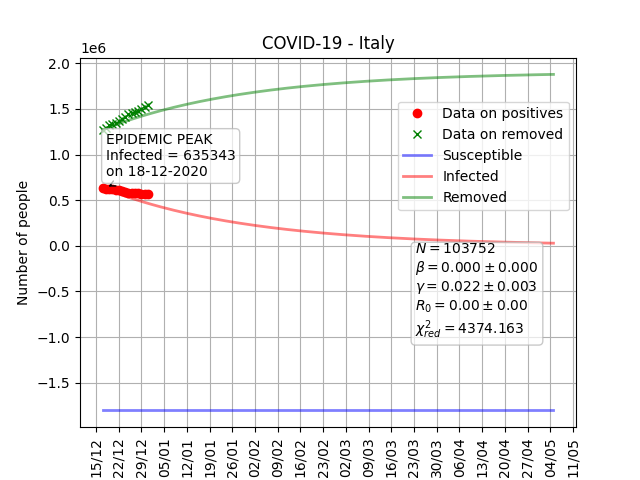 COVID-19 - Italy
1e6
2.0
1.5
1.0
0.5
0.0
−0.5
−1.0
−1.5
Number of people
EPIDEMIC PEAK
Infected = 635343
on 18-12-2020
Data on positives
Data on removed
Susceptible
Infected
Removed
N = 103752
β = 0.000 ± 0.000
γ = 0.022 ± 0.003
R₀ = 0.00 ± 0.00
χ²red = 4374.163
15/12
22/12
29/12
05/01
12/01
19/01
26/01
02/02
09/02
16/02
23/02
02/03
09/03
16/03
23/03
30/03
06/04
13/04
20/04
27/04
04/05
11/05